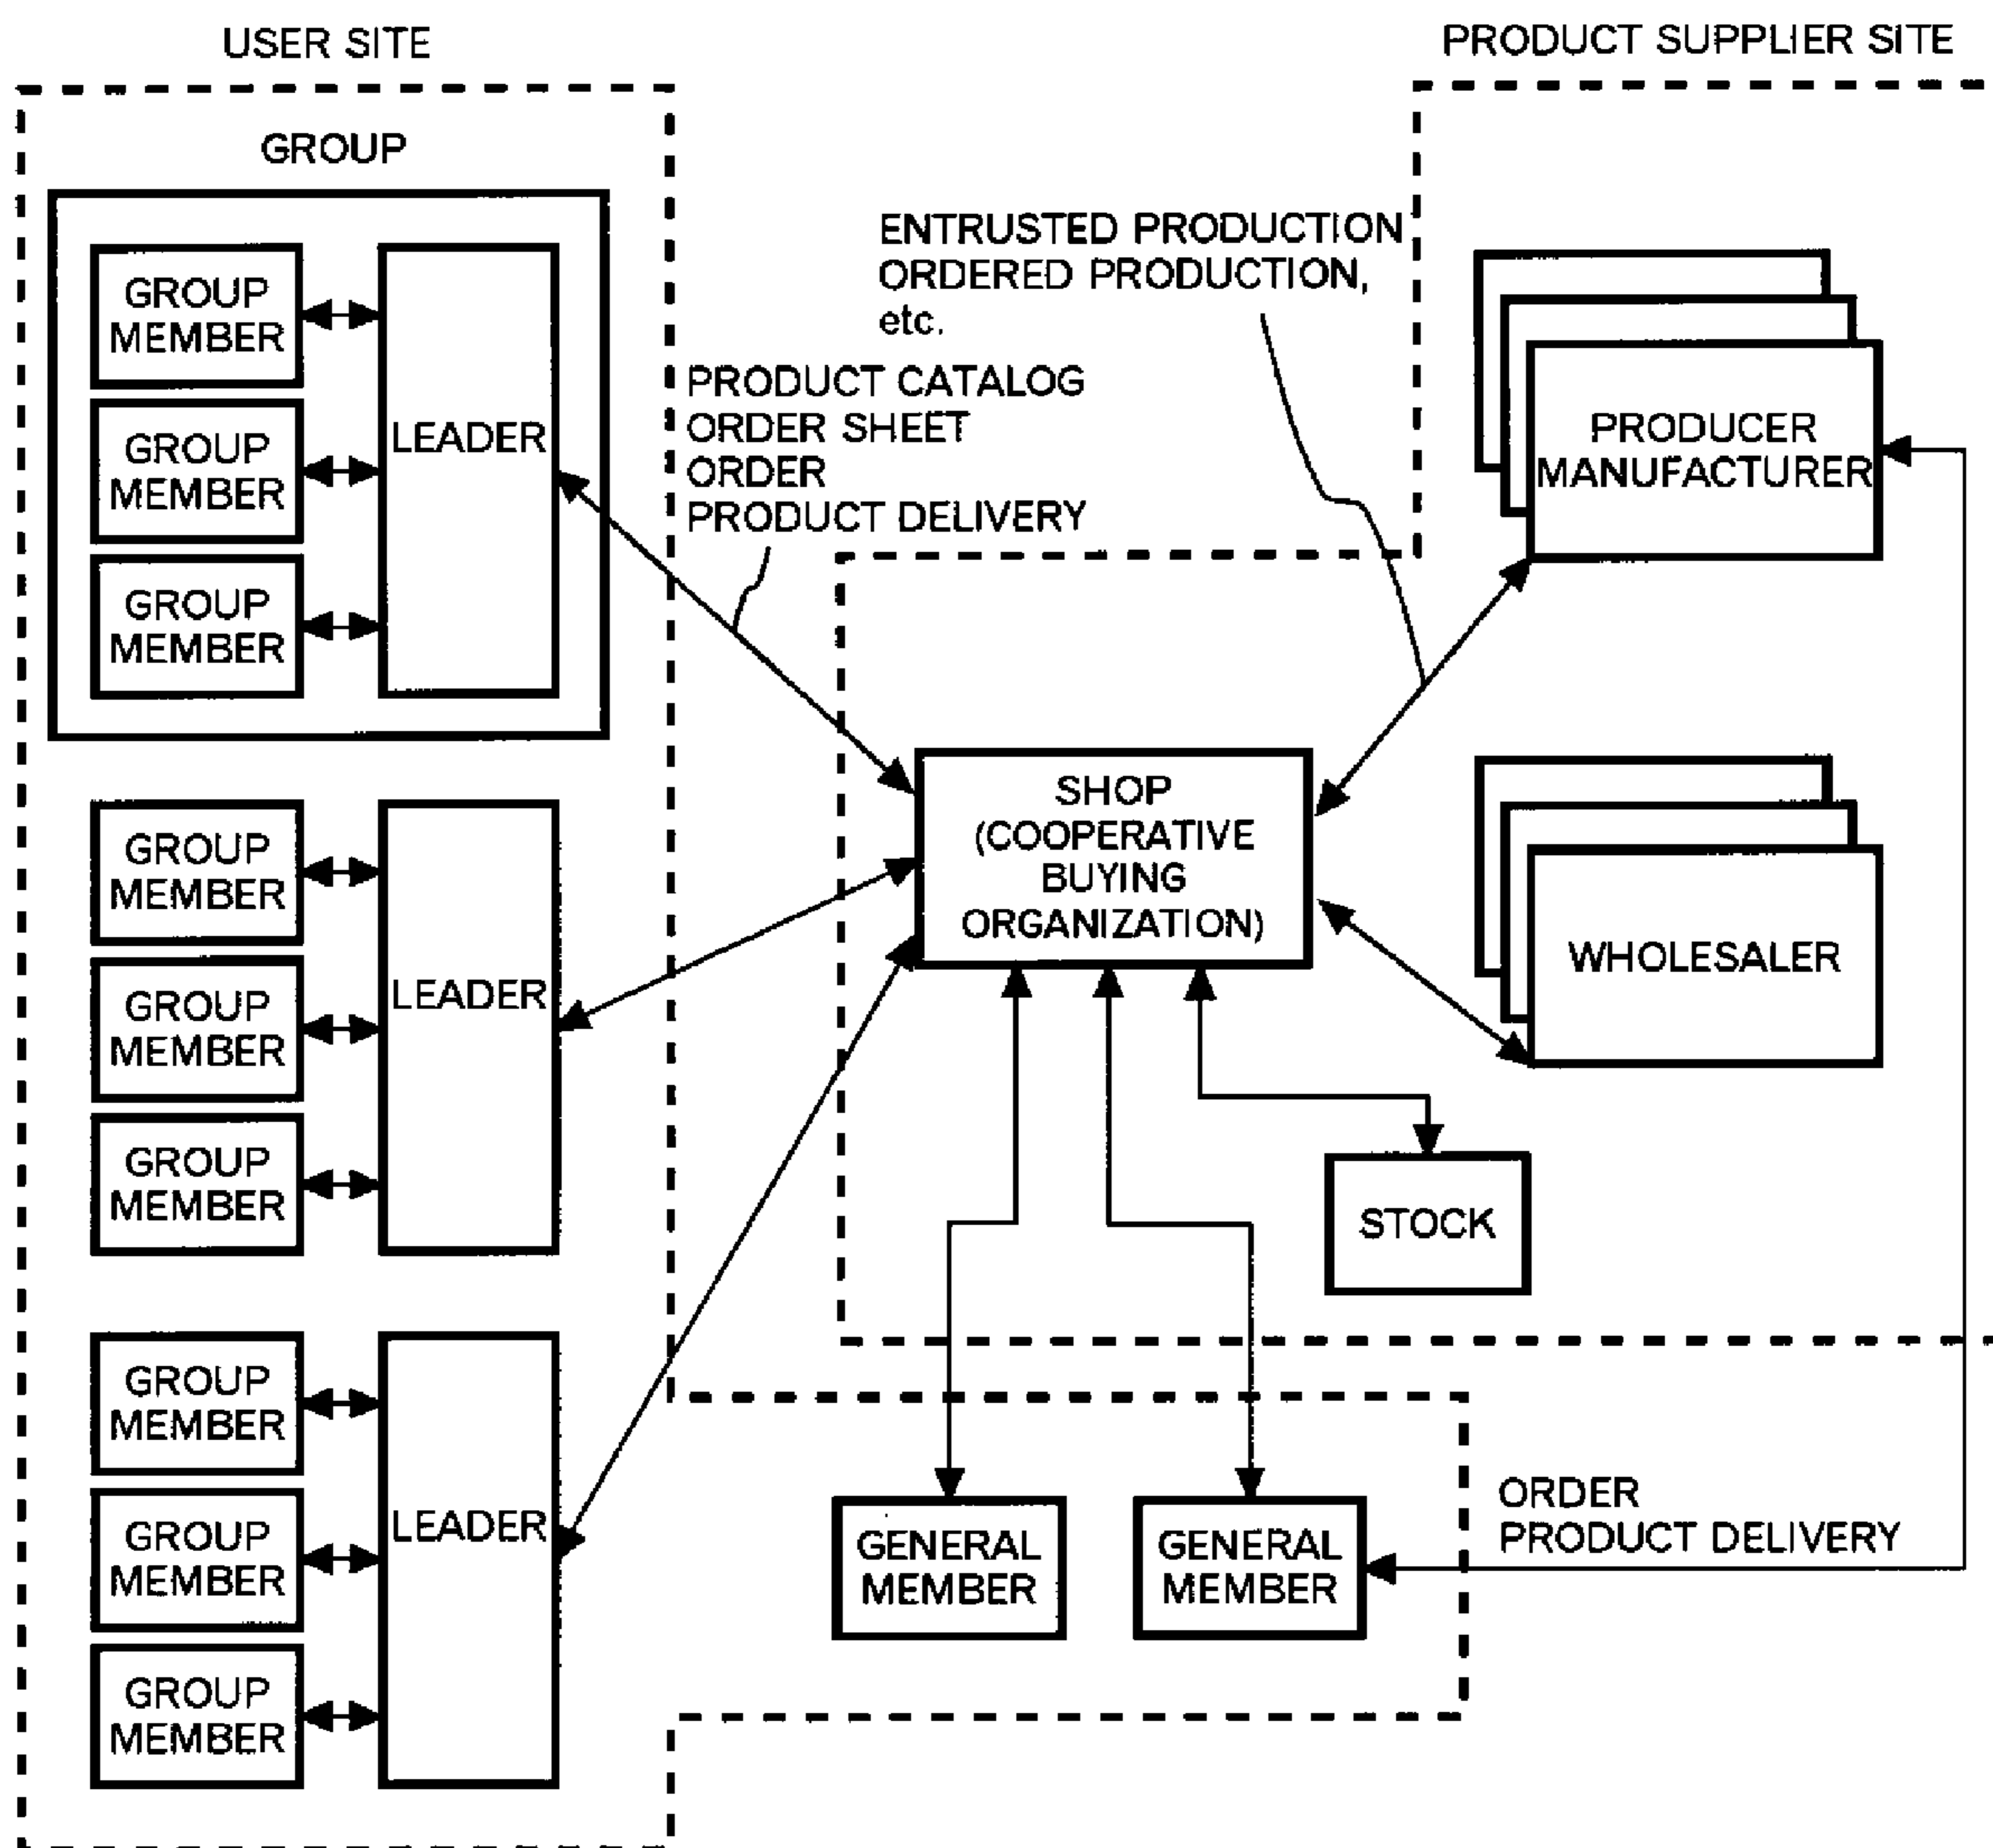 USER SITE
PRODUCT SUPPLIER SITE
GROUP
GROUP
MEMBER
GROUP
MEMBER
GROUP
MEMBER
LEADER
ENTRUSTED PRODUCTION
ORDERED PRODUCTION,
etc.
PRODUCT CATALOG
ORDER SHEET
ORDER
PRODUCT DELIVERY
PRODUCER
MANUFACTURER
GROUP
MEMBER
GROUP
MEMBER
GROUP
MEMBER
LEADER
SHOP
(COOPERATIVE
BUYING
ORGANIZATION)
WHOLESALER
STOCK
GROUP
MEMBER
GROUP
MEMBER
GROUP
MEMBER
LEADER
GENERAL
MEMBER
GENERAL
MEMBER
ORDER
PRODUCT DELIVERY